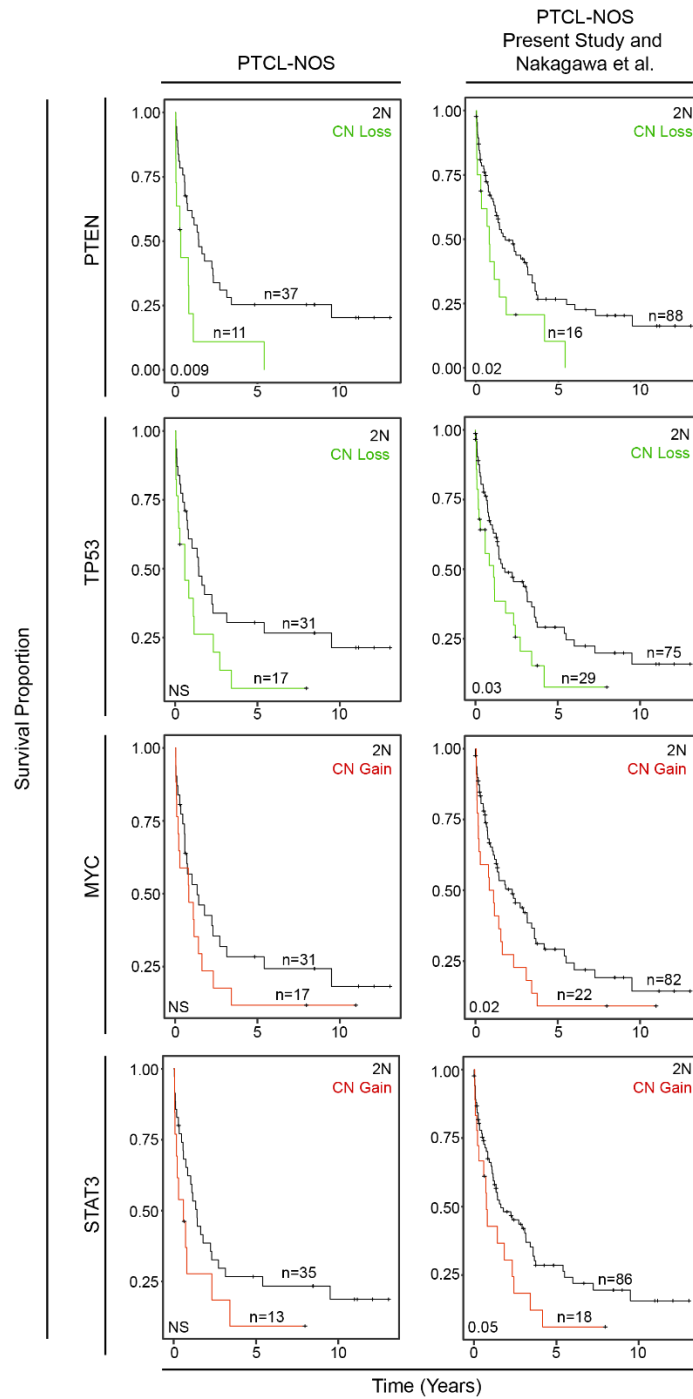 PTCL-NOS
PTCL-NOS
Present Study and
Nakagawa et al.
Survival Proportion
PTEN
1.00
0.75
0.50
0.25
0.00
2N
CN Loss
n=37
n=11
0.009
0 5 10
1.00
0.75
0.50
0.25
0.00
2N
CN Loss
n=88
n=16
0.02
0 5 10
TP53
1.00
0.75
0.50
0.25
2N
CN Loss
n=31
n=17
NS
0 5 10
1.00
0.75
0.50
0.25
2N
CN Loss
n=75
n=29
0.03
0 5 10
MYC
1.00
0.75
0.50
0.25
2N
CN Gain
n=31
n=17
NS
0 5 10
1.00
0.75
0.50
0.25
2N
CN Gain
n=82
n=22
0.02
0 5 10
STAT3
1.00
0.75
0.50
0.25
2N
CN Gain
n=35
n=13
NS
0 5 10
1.00
0.75
0.50
0.25
2N
CN Gain
n=86
n=18
0.05
0 5 10
Time (Years)